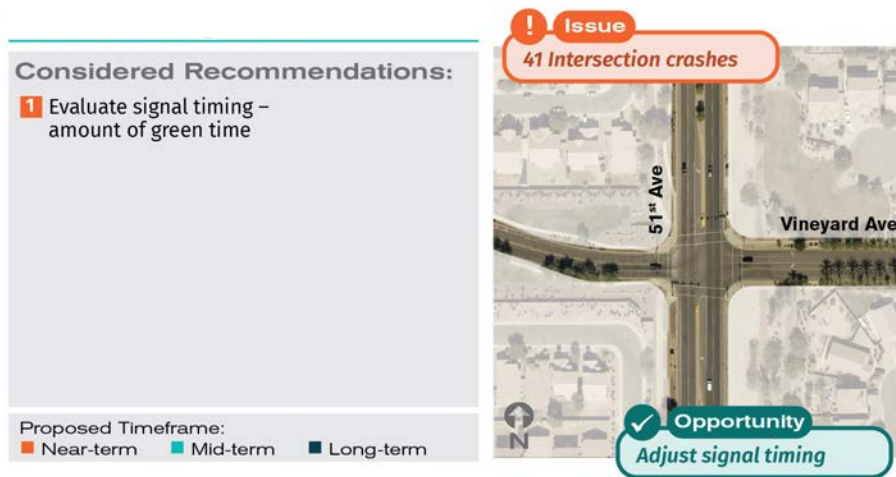 Considered Recommendations:
1 Evaluate signal timing –
amount of green time
Proposed Timeframe:
Near-term Mid-term Long-term
! Issue
41 Intersection crashes
51st Ave
Vineyard Ave
N
Opportunity
Adjust signal timing